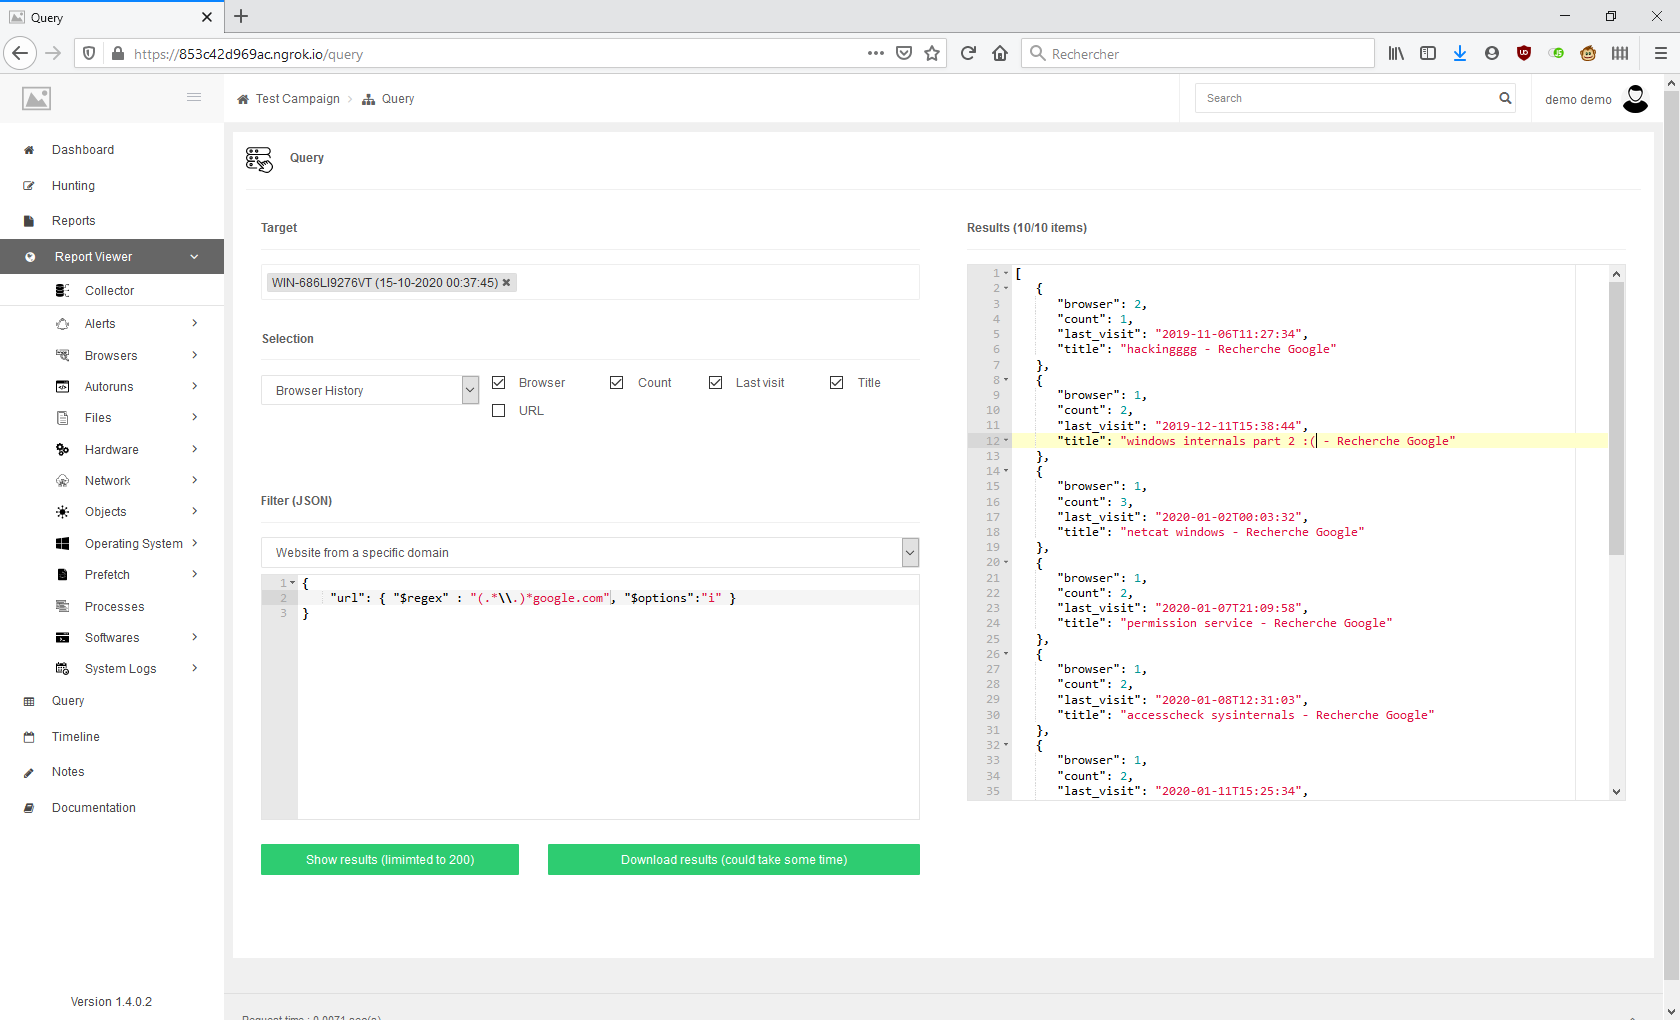 Query
https://853c42d969ac.ngrok.io/query
Rechercher
Test Campaign
Query
Search
demo demo
Dashboard
Hunting
Reports
Report Viewer
Collector
Alerts
Browsers
Autoruns
Files
Hardware
Network
Objects
Operating System
Prefetch
Processes
Softwares
System Logs
Query
Timeline
Notes
Documentation
Version 1.4.0.2
Query
Target
WIN-686LI9276VT (15-10-2020 00:37:45) ✖
Selection
Browser History
Browser
Count
Last visit
Title
URL
Filter (JSON)
Website from a specific domain
1 {
2 "url": { "$regex" : "(.*\\.)*google.com", "$options":"i" }
3 }
Show results (limimted to 200)
Download results (could take some time)
Results (10/10 items)
1 [
2 {
3 "browser": 2,
4 "count": 1,
5 "last_visit": "2019-11-06T11:27:34",
6 "title": "hackingggg - Recherche Google"
7 },
8 {
9 "browser": 1,
10 "count": 2,
11 "last_visit": "2019-12-11T15:38:44",
12 "title": "windows internals part 2 :( - Recherche Google"
13 },
14 {
15 "browser": 1,
16 "count": 3,
17 "last_visit": "2020-01-02T00:03:32",
18 "title": "netcat windows - Recherche Google"
19 },
20 {
21 "browser": 1,
22 "count": 2,
23 "last_visit": "2020-01-07T21:09:58",
24 "title": "permission service - Recherche Google"
25 },
26 {
27 "browser": 1,
28 "count": 2,
29 "last_visit": "2020-01-08T12:31:03",
30 "title": "accesscheck sysinternals - Recherche Google"
31 },
32 {
33 "browser": 1,
34 "count": 2,
35 "last_visit": "2020-01-11T15:25:34",
Request time : 0.0071 sec(s)